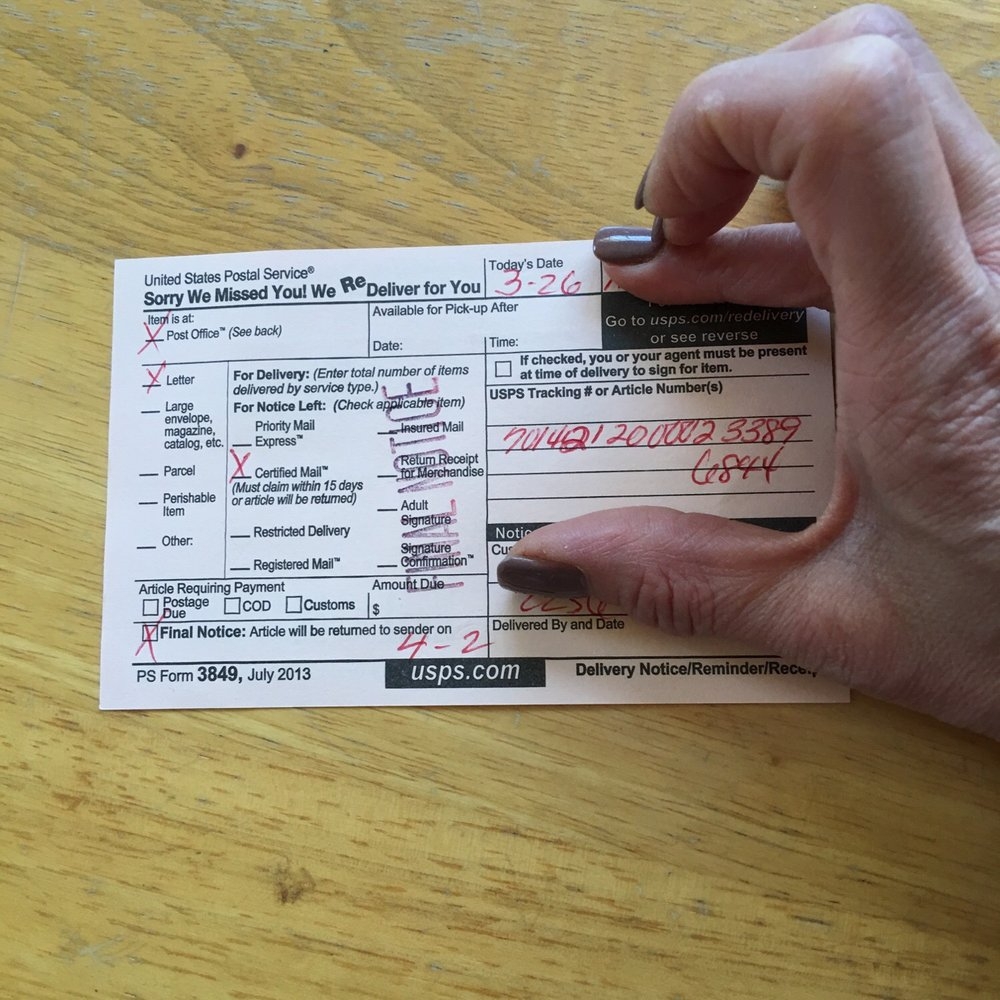 United States Postal Service®
Sorry We Missed You! We Re Deliver for You
Today's Date
3-26
Item is at:
X Post Office™ (See back)
Available for Pick-up After
Date:
Time:
Go to usps.com/redelivery
or see reverse
X Letter
Large
envelope,
magazine,
catalog, etc.
Parcel
Perishable
Item
Other:
For Delivery: (Enter total number of items
delivered by service type.)
For Notice Left: (Check applicable item)
Priority Mail
Express™
X Certified Mail™
(Must claim within 15 days
or article will be returned)
Restricted Delivery
Registered Mail™
Insured Mail
Return Receipt
for Merchandise
Adult
Signature
Signature
Confirmation™
FINAL NOTICE
If checked, you or your agent must be present
at time of delivery to sign for item.
USPS Tracking # or Article Number(s)
7014 2120 0002 3389
6844
Article Requiring Payment
Postage
Due
COD
Customs
Amount Due
$
X Final Notice: Article will be returned to sender on
4-2
Delivered By and Date
PS Form 3849, July 2013
usps.com
Delivery Notice/Reminder/Rece